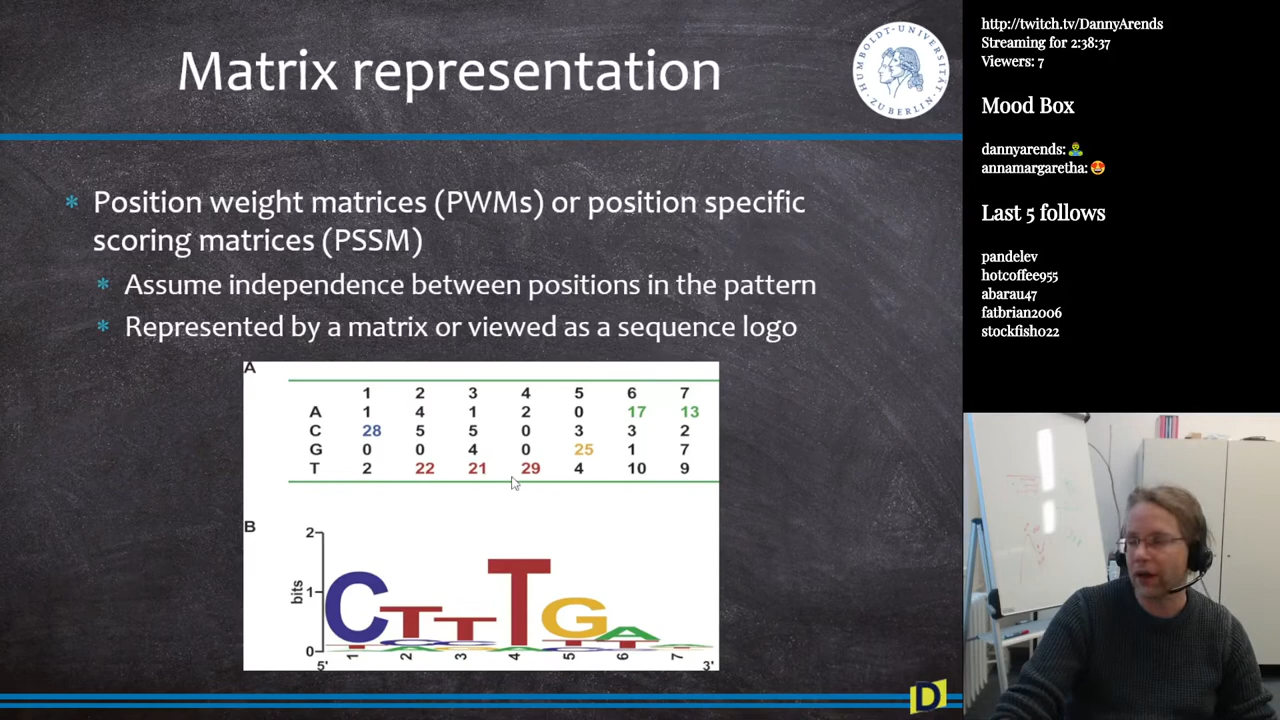 Matrix representation
HUMBOLDT-UNIVERSITÄT
ZU BERLIN
* Position weight matrices (PWMs) or position specific
scoring matrices (PSSM)
* Assume independence between positions in the pattern
* Represented by a matrix or viewed as a sequence logo
A
1 2 3 4 5 6 7
A 1 4 1 2 0 17 13
C 28 5 5 0 3 3 2
G 0 0 4 0 25 1 7
T 2 22 21 29 4 10 9
B
2
bits
1
0
C T T T G A
1 2 3 4 5 6 7
5' 3'
D
http://twitch.tv/DannyArends
Streaming for 2:38:37
Viewers: 7
Mood Box
dannyarends: 🧟‍♂️
annamargaretha: 😍
Last 5 follows
pandelev
hotcoffee955
abarau47
fatbrian2006
stockfish022